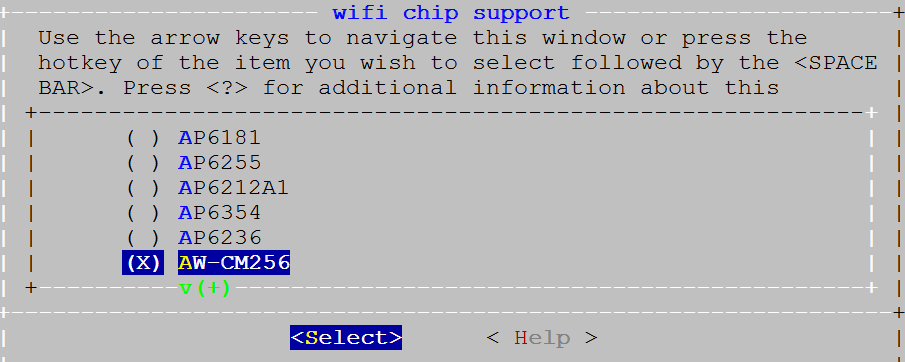 wifi chip support
Use the arrow keys to navigate this window or press the
hotkey of the item you wish to select followed by the <SPACE
BAR>. Press <?> for additional information about this
( ) AP6181
( ) AP6255
( ) AP6212A1
( ) AP6354
( ) AP6236
(X) AW-CM256
v(+)
<Select> < Help >